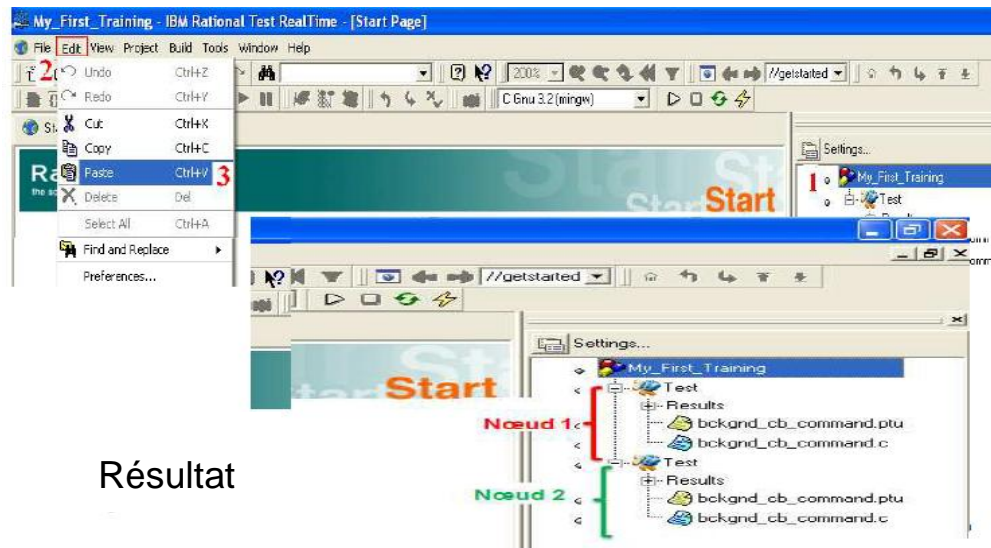 My_First_Training - IBM Rational Test RealTime - [Start Page]
File Edit View Project Build Tools Window Help
2
200% //getstarted
Undo Ctrl+Z
Redo Ctrl+Y
C Gnu 3.2 (mingw)
Cut Ctrl+X
Copy Ctrl+C
Paste Ctrl+V 3
Delete Del
Select All Ctrl+A
Find and Replace
Preferences...
Start
Settings...
1 My_First_Training
Test
//getstarted
Start
Settings...
My_First_Training
Test
Results
Nœud 1
bckgnd_cb_command.ptu
bckgnd_cb_command.c
Test
Results
Nœud 2
bckgnd_cb_command.ptu
bckgnd_cb_command.c
Résultat